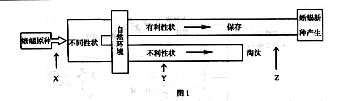 蜥蜴原种
不同性状
自然环境
有利性状
保存
不利性状
淘汰
蜥蜴新
种产生
X
Y
Z
图1